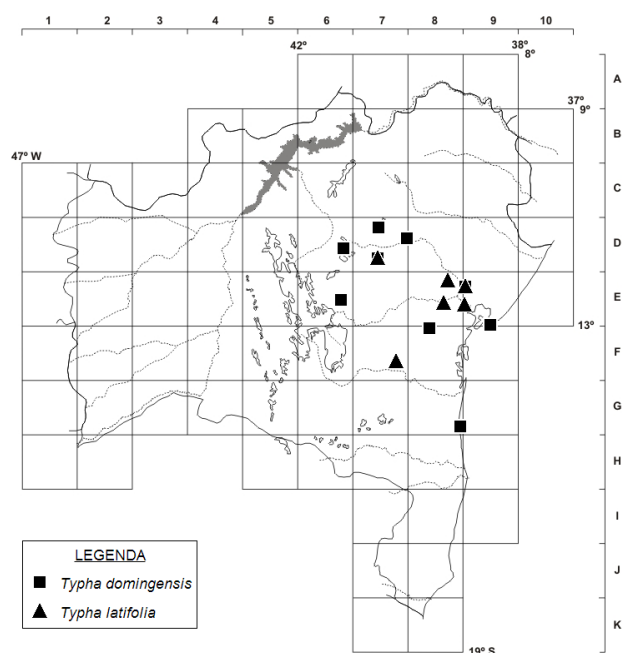 1 2 3 4 5 6 7 8 9 10
42º 38º
8º
A
37º
9º
B
47º W
C
D
E
13º
F
G
H
I
LEGENDA
J
Typha domingensis
Typha latifolia
K
19º S